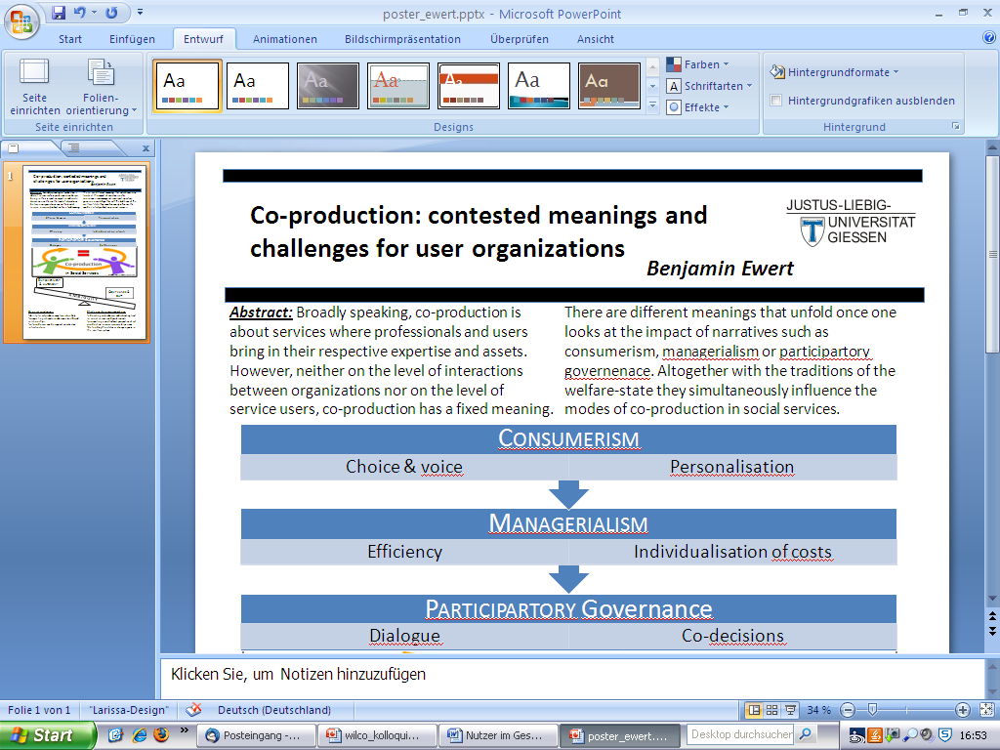 poster_ewert.pptx - Microsoft PowerPoint
Start Einfügen Entwurf Animationen Bildschirmpräsentation Überprüfen Ansicht
Seite einrichten
Folien-orientierung
Seite einrichten
Aa Aa Aa Aa Aa Aa Aa
Designs
Farben
Schriftarten
Effekte
Hintergrundformate
Hintergrundgrafiken ausblenden
Hintergrund
1
Co-production: contested meanings and
challenges for user organizations
Benjamin Ewert
JUSTUS-LIEBIG-
UNIVERSITAT
GIESSEN
Abstract: Broadly speaking, co-production is
about services where professionals and users
bring in their respective expertise and assets.
However, neither on the level of interactions
between organizations nor on the level of
service users, co-production has a fixed meaning.
There are different meanings that unfold once one
looks at the impact of narratives such as
consumerism, managerialism or participartory
governenace. Altogether with the traditions of the
welfare-state they simultaneously influence the
modes of co-production in social services.
CONSUMERISM
Choice & voice Personalisation
MANAGERIALISM
Efficiency Individualisation of costs
PARTICIPARTORY Governance
Dialogue Co-decisions
Klicken Sie, um Notizen hinzuzufügen
Folie 1 von 1 "Larissa-Design" Deutsch (Deutschland) 34 %
Start Posteingang -... wilco_kolloqui... Nutzer im Ges... poster_ewert.... Desktop durchsuchen 16:53